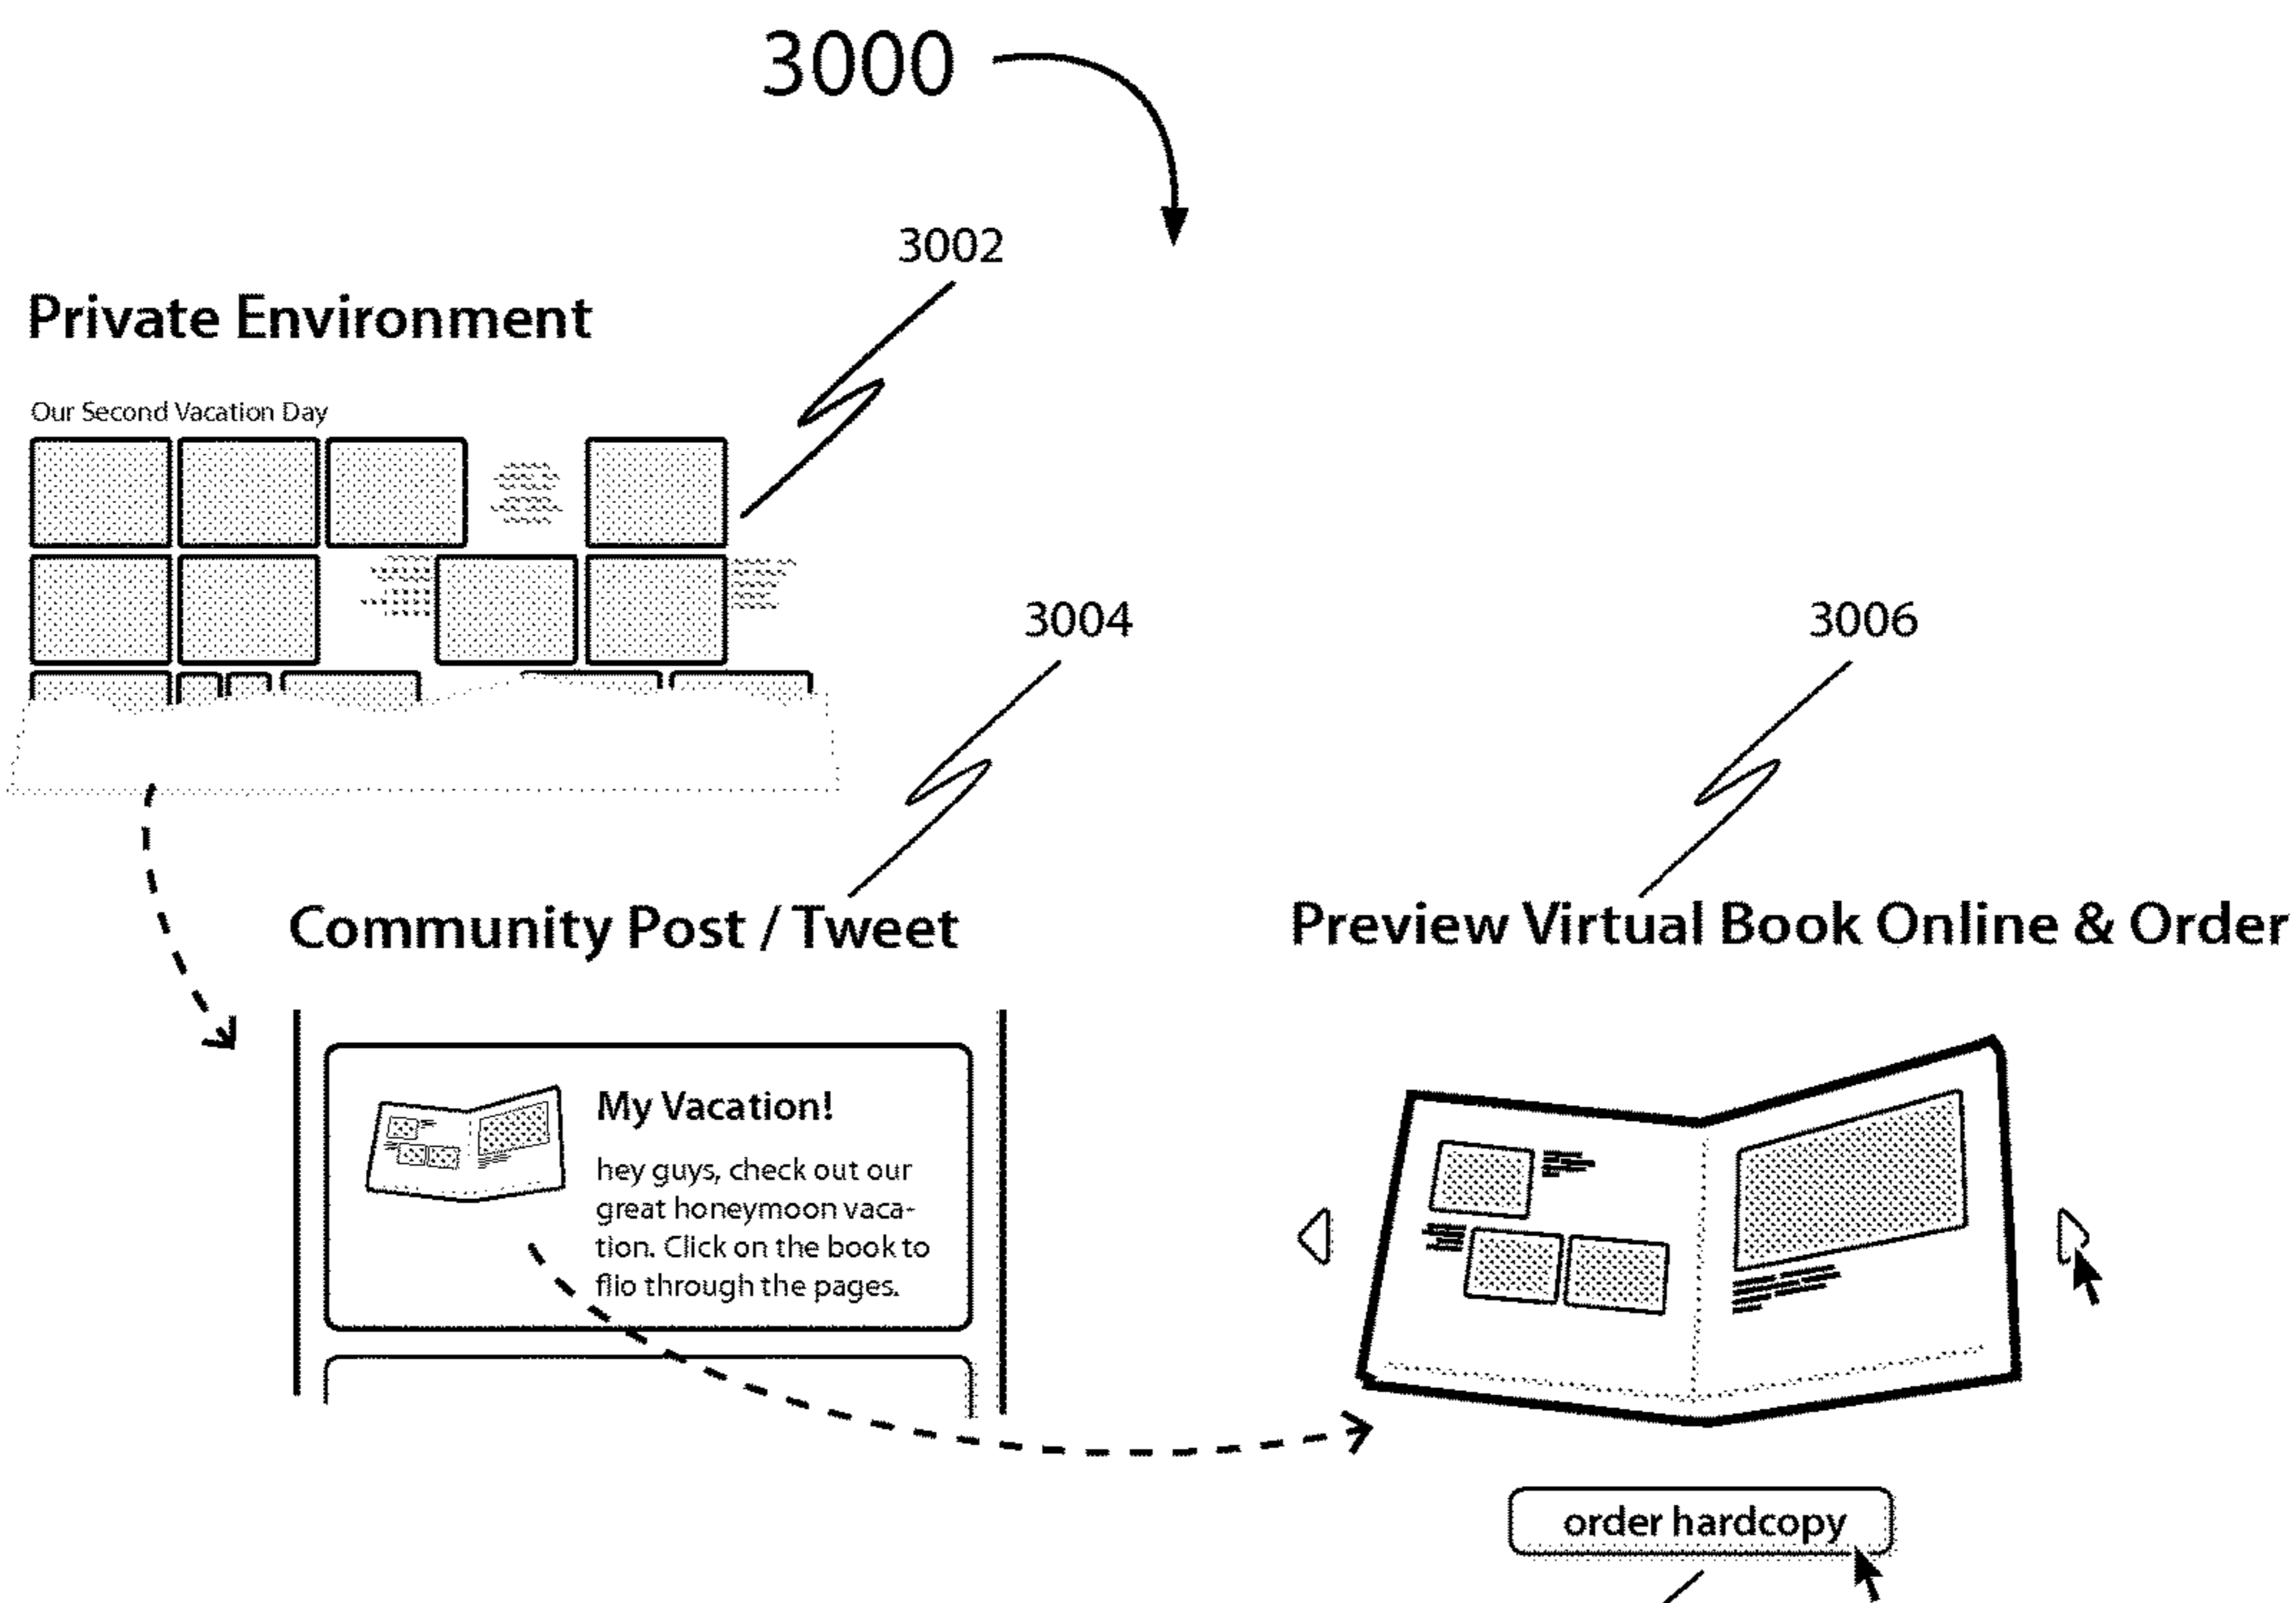 3000
3002
Private Environment
Our Second Vacation Day
3004
3006
Community Post / Tweet
Preview Virtual Book Online & Order
My Vacation!
hey guys, check out our
great honeymoon vaca-
tion. Click on the book to
flio through the pages.
order hardcopy